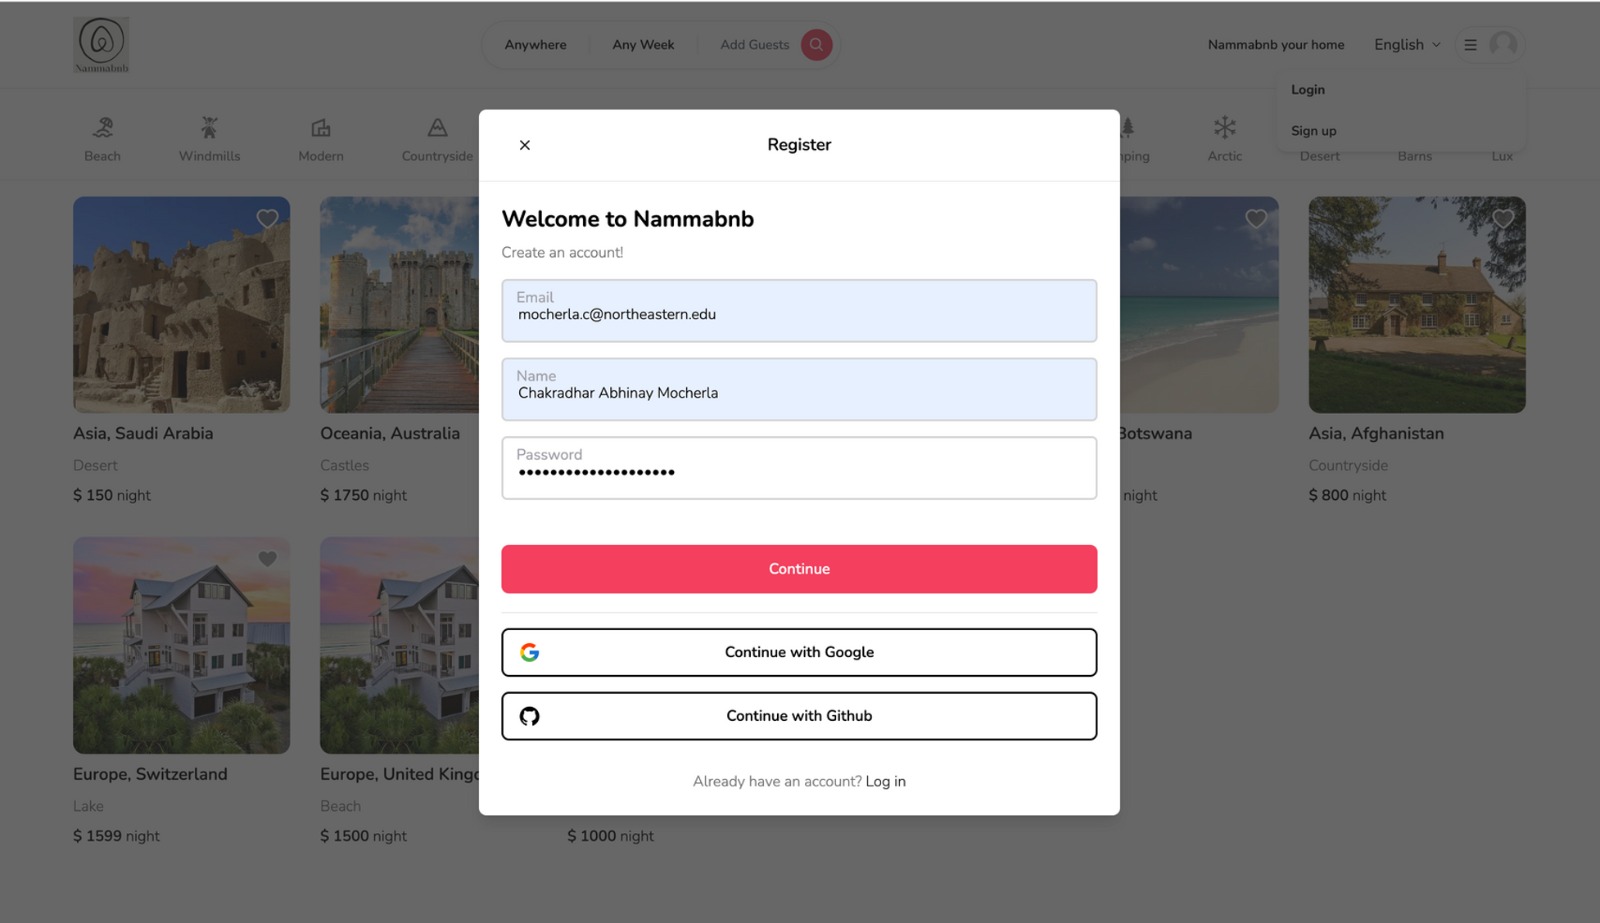 Nammabnb
Anywhere
Any Week
Add Guests
Nammabnb your home
English
Login
Sign up
Beach
Windmills
Modern
Countryside
Arctic
Desert
Barns
Lux
Register
Welcome to Nammabnb
Create an account!
Email
mocherla.c@northeastern.edu
Name
Chakradhar Abhinay Mocherla
Password
••••••••••••••••••••
Continue
Continue with Google
Continue with Github
Already have an account? Log in
Asia, Saudi Arabia
Desert
$ 150 night
Oceania, Australia
Castles
$ 1750 night
Botswana
night
Asia, Afghanistan
Countryside
$ 800 night
Europe, Switzerland
Lake
$ 1599 night
Europe, United
Beach
$ 1500 night
$ 1000 night